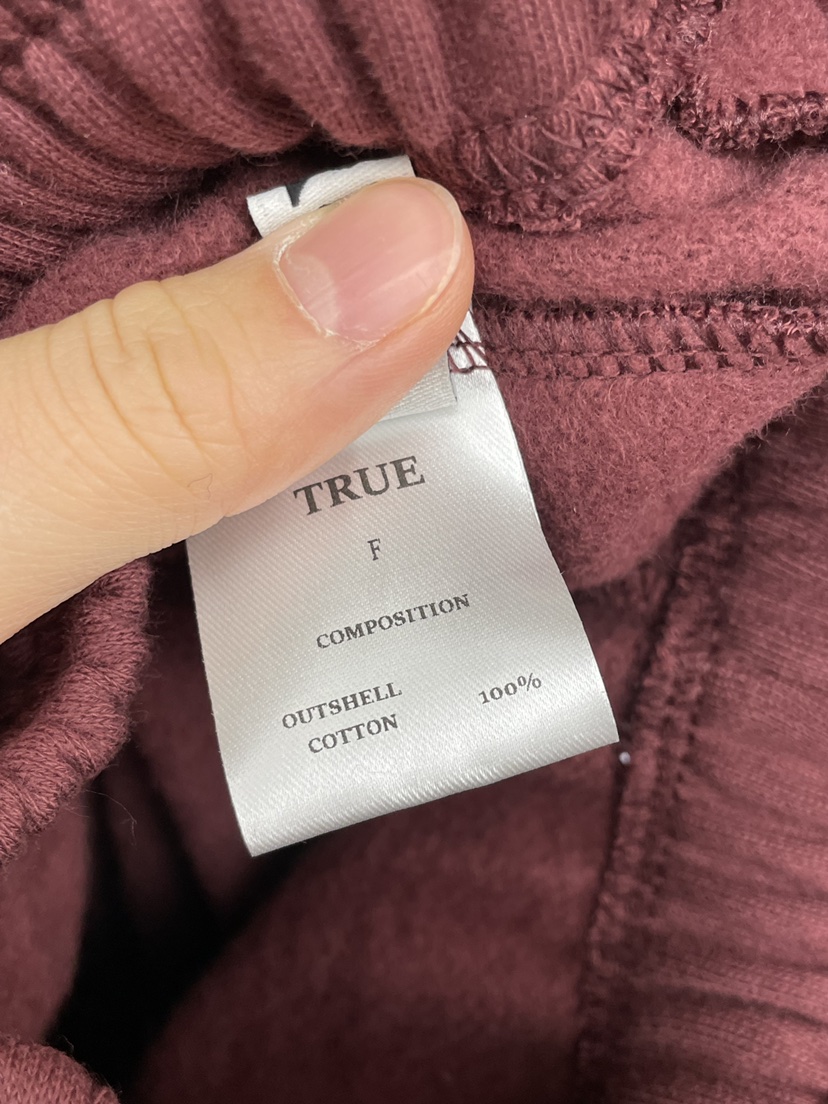 TRUE
F
COMPOSITION
OUTSHELL 100%
COTTON